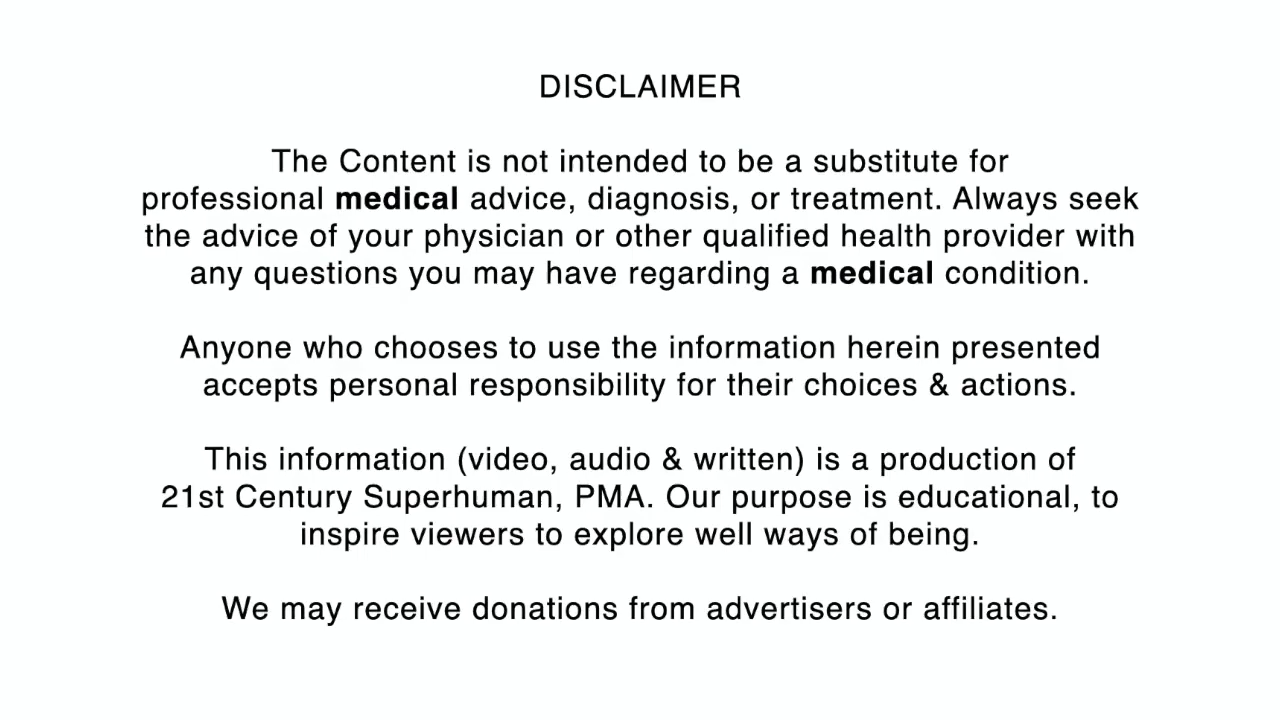 DISCLAIMER
The Content is not intended to be a substitute for
professional medical advice, diagnosis, or treatment. Always seek
the advice of your physician or other qualified health provider with
any questions you may have regarding a medical condition.
Anyone who chooses to use the information herein presented
accepts personal responsibility for their choices & actions.
This information (video, audio & written) is a production of
21st Century Superhuman, PMA. Our purpose is educational, to
inspire viewers to explore well ways of being.
We may receive donations from advertisers or affiliates.